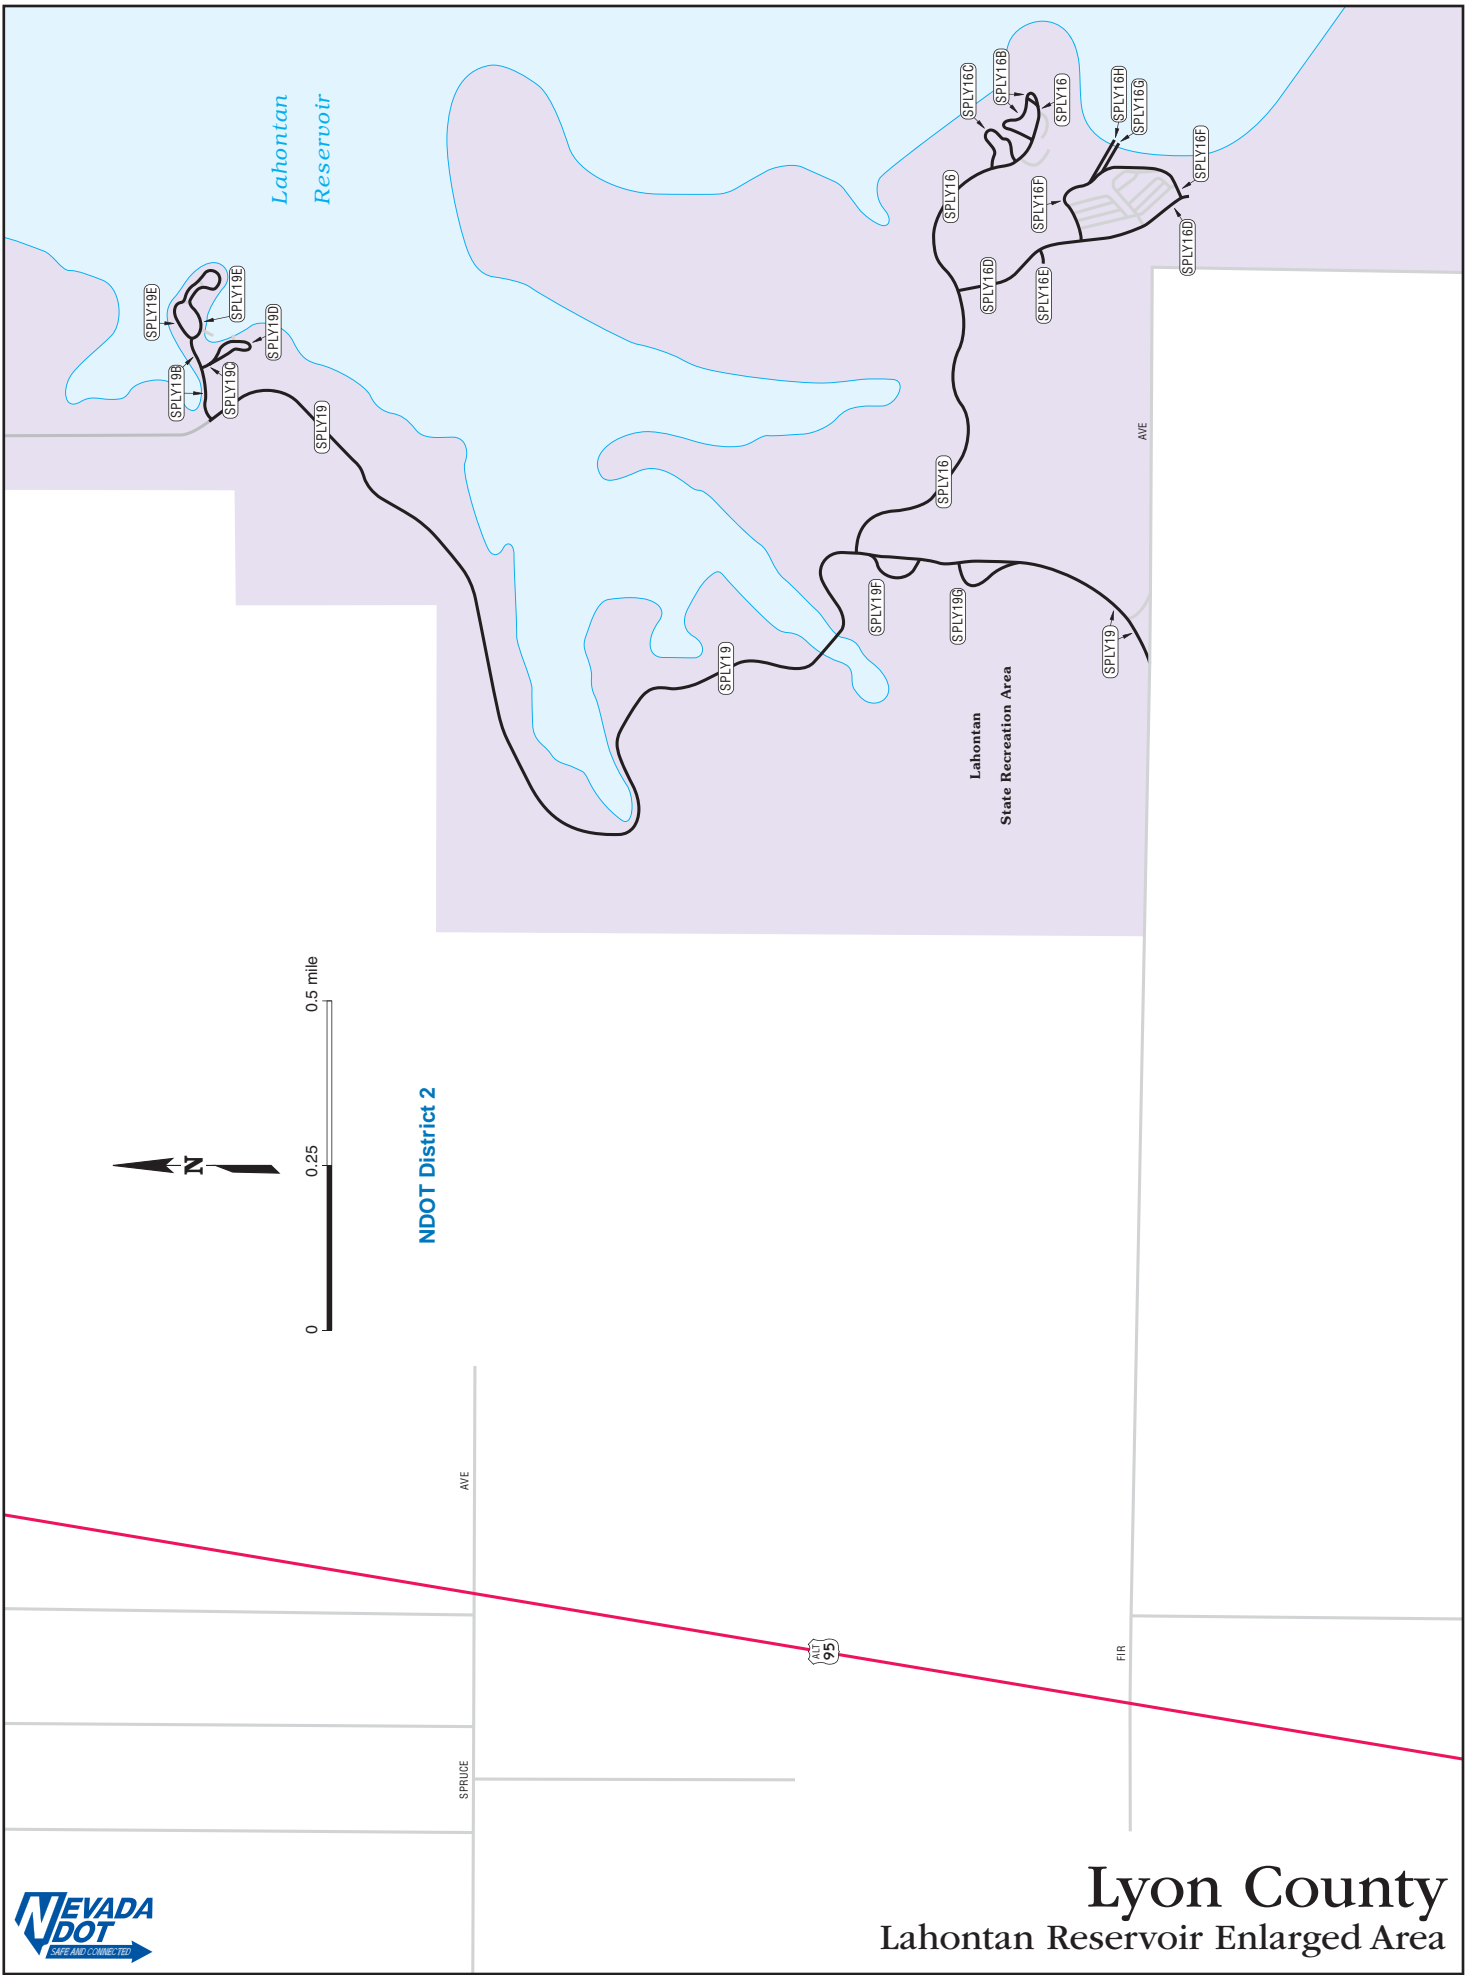 Lahontan
Reservoir
SPLY16C
SPLY16B
SPLY16
SPLY16H
SPLY16G
SPLY16F
SPLY16
SPLY16F
SPLY16D
SPLY16D
SPLY16E
SPLY19E
SPLY19E
SPLY19D
SPLY19B
SPLY19C
SPLY19
AVE
SPLY16
SPLY19F
SPLY19G
SPLY19
SPLY19
Lahontan
State Recreation Area
0 0.25 0.5 mile
N
NDOT District 2
AVE
ALT
95
FIR
SPRUCE
NEVADA
DOT
SAFE AND CONNECTED
Lyon County
Lahontan Reservoir Enlarged Area